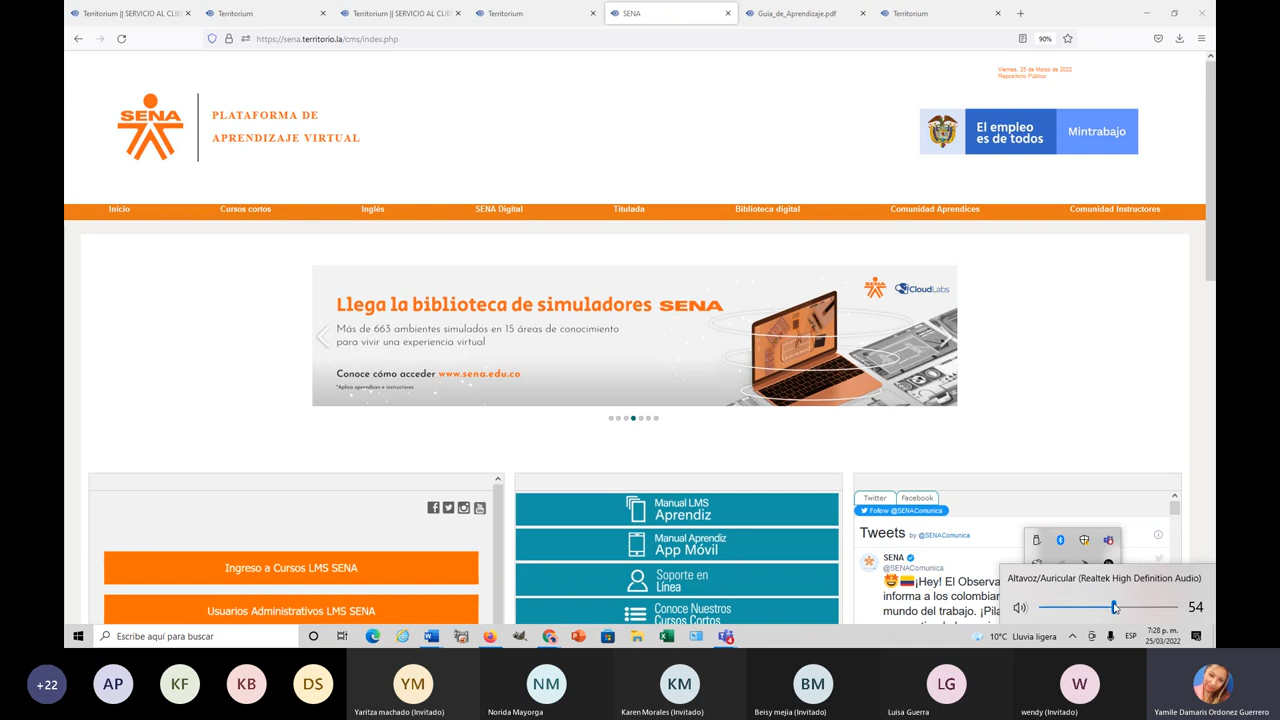 Territorium || SERVICIO AL CLIE
Territorium
Territorium || SERVICIO AL CLIE
Territorium
SENA
Guia_de_Aprendizaje.pdf
Territorium
https://sena.territorio.la/cms/index.php
90%
Viernes, 25 de Marzo de 2022
Repositorio Público
SENA
PLATAFORMA DE
APRENDIZAJE VIRTUAL
El empleo
es de todos
Mintrabajo
Inicio
Cursos cortos
Inglés
SENA Digital
Titulada
Biblioteca digital
Comunidad Aprendices
Comunidad Instructores
Llega la biblioteca de simuladores SENA
Más de 663 ambientes simulados en 15 áreas de conocimiento
para vivir una experiencia virtual
Conoce cómo acceder www.sena.edu.co
*Aplica aprendices e instructores
CloudLabs
Ingreso a Cursos LMS SENA
Usuarios Administrativos LMS SENA
Manual LMS
Aprendiz
Manual Aprendiz
App Móvil
Soporte en
Línea
Conoce Nuestros
Cursos Cortos
Twitter
Facebook
Follow @SENAComunica
Tweets by @SENAComunica
SENA
@SENAComunica
¡Hey! El Observa
informa a los colombian
mundo del trabajo. ¡Pila
Altavoz/Auricular (Realtek High Definition Audio)
54
Escribe aquí para buscar
10°C Lluvia ligera
ESP
7:28 p. m.
25/03/2022
+22
AP
KF
KB
DS
YM
Yaritza machado (Invitado)
NM
Norida Mayorga
KM
Karen Morales (Invitado)
BM
Beisy mejia (Invitado)
LG
Luisa Guerra
W
wendy (Invitado)
Yamile Damaris Ordonez Guerrero